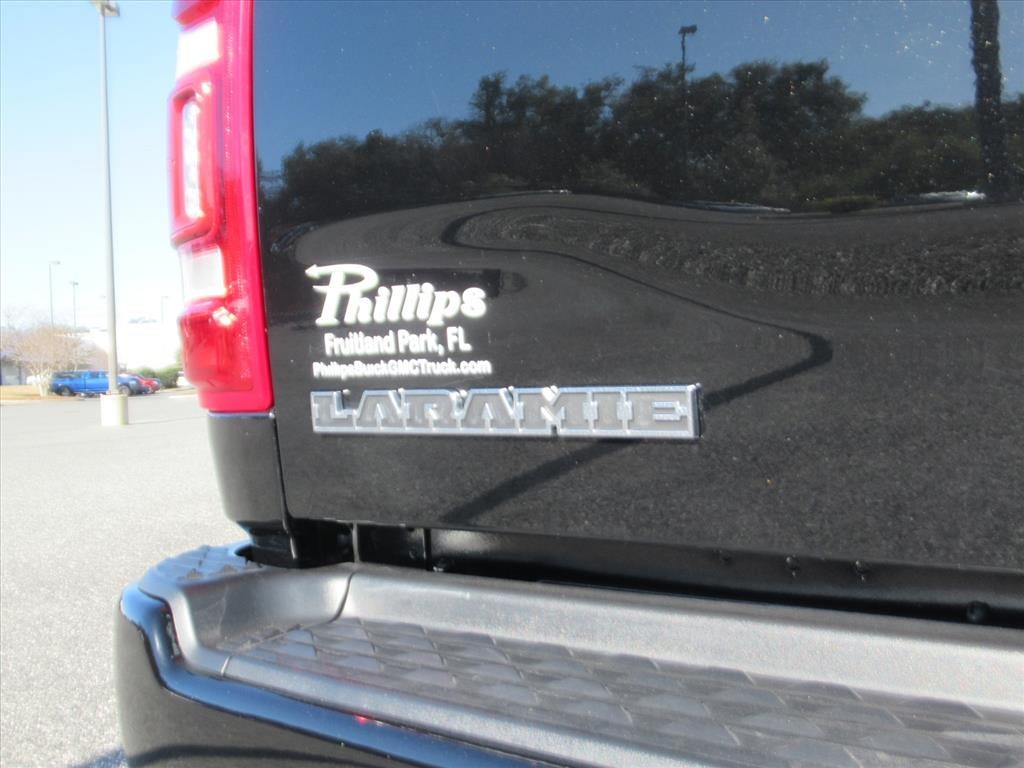 Phillips
Fruitland Park, FL
PhillipsBuickGMCTruck.com
LARAMIE